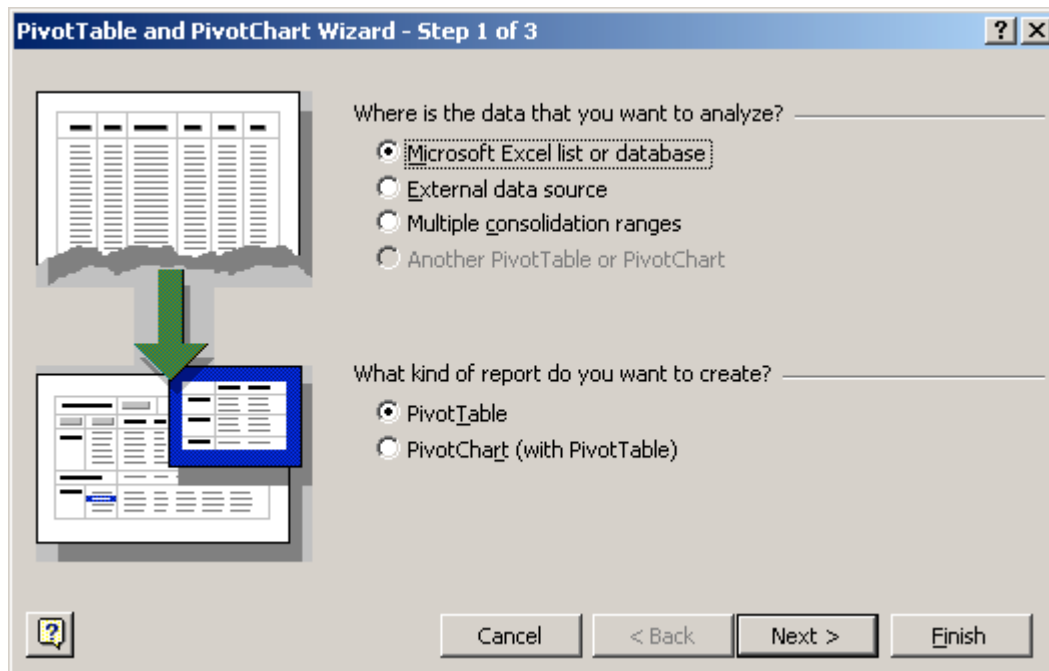 PivotTable and PivotChart Wizard - Step 1 of 3
Where is the data that you want to analyze?
Microsoft Excel list or database
External data source
Multiple consolidation ranges
Another PivotTable or PivotChart
What kind of report do you want to create?
PivotTable
PivotChart (with PivotTable)
Cancel
< Back
Next >
Finish